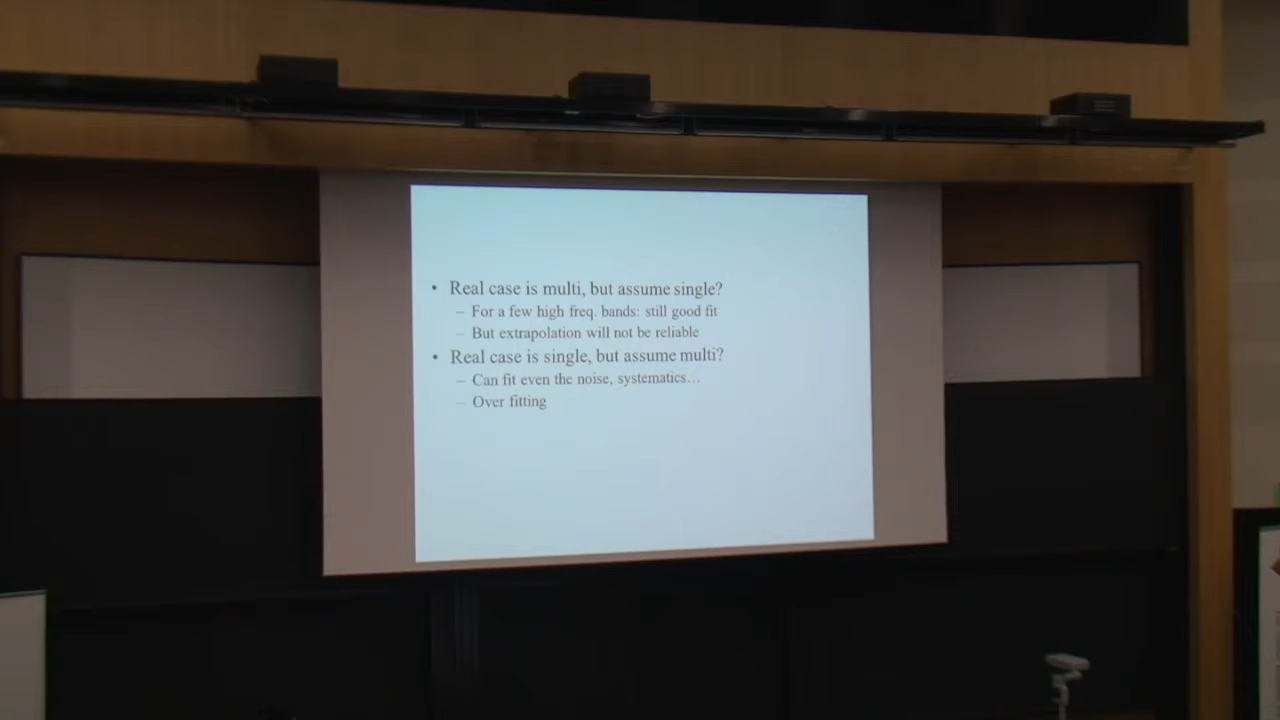 • Real case is multi, but assume single?
– For a few high freq. bands: still good fit
– But extrapolation will not be reliable
• Real case is single, but assume multi?
– Can fit even the noise, systematics…
– Over fitting